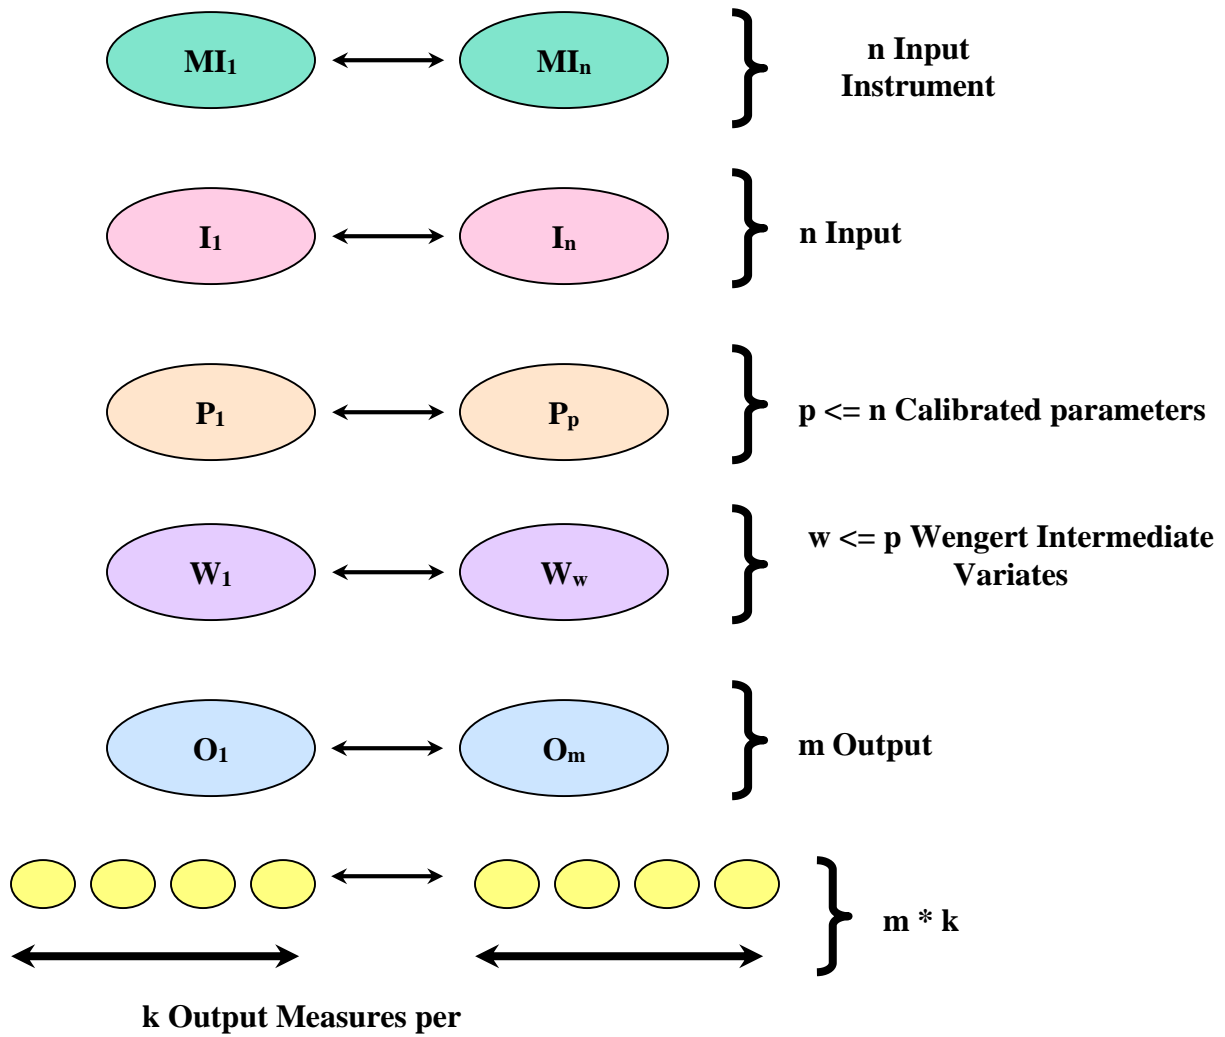 MI1
MIn
n Input
Instrument
I1
In
n Input
P1
Pp
p <= n Calibrated parameters
W1
Ww
w <= p Wengert Intermediate
Variates
O1
Om
m Output
m * k
k Output Measures per